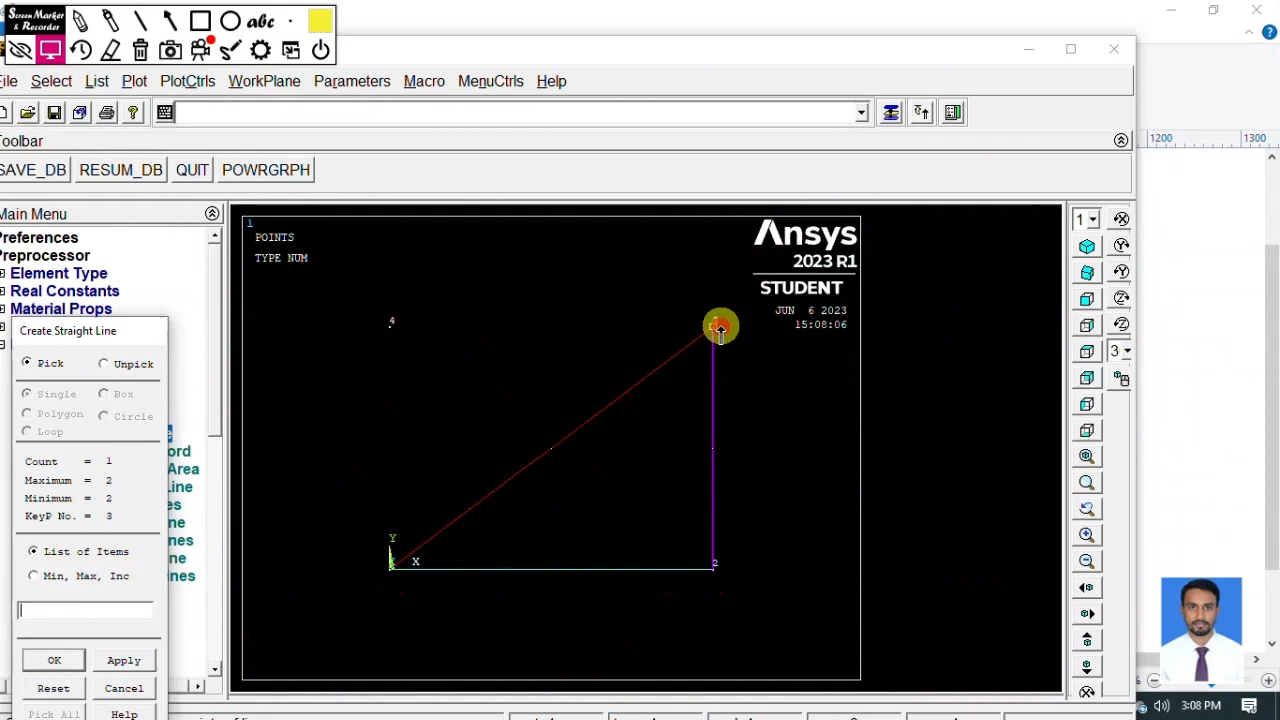 Screen Marker
& Recorder
abc
File Select List Plot PlotCtrls WorkPlane Parameters Macro MenuCtrls Help
Toolbar
SAVE_DB RESUM_DB QUIT POWRGRPH
Main Menu
Preferences
Preprocessor
Element Type
Real Constants
Material Props
Create Straight Line
Pick Unpick
Single Box
Polygon Circle
Loop
Count = 1
Maximum = 2
Minimum = 2
KeyP No. = 3
List of Items
Min, Max, Inc
OK Apply
Reset Cancel
Pick All Help
ord
Area
Line
es
ne
nes
ne
ines
1
POINTS
TYPE NUM
Ansys
2023 R1
STUDENT
JUN 6 2023
15:08:06
4
Y
X
2
1
3
1200 1300
3:08 PM